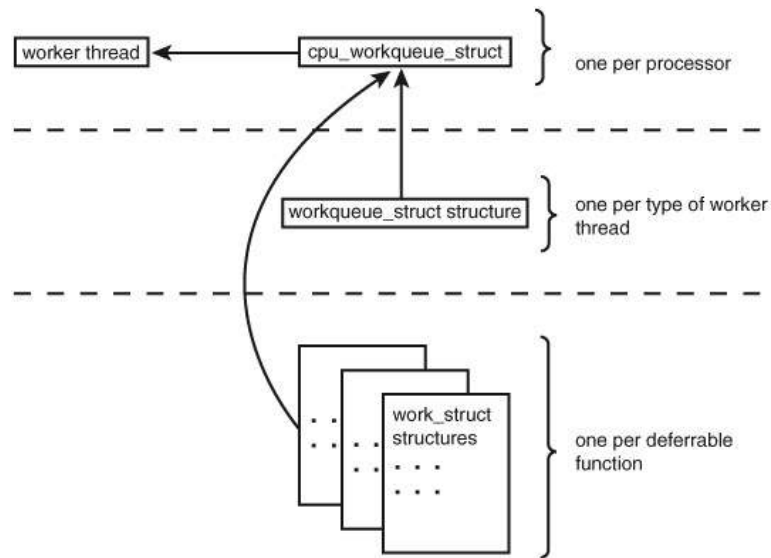 worker thread
cpu_workqueue_struct
one per processor
workqueue_struct structure
one per type of worker
thread
work_struct
structures
one per deferrable
function